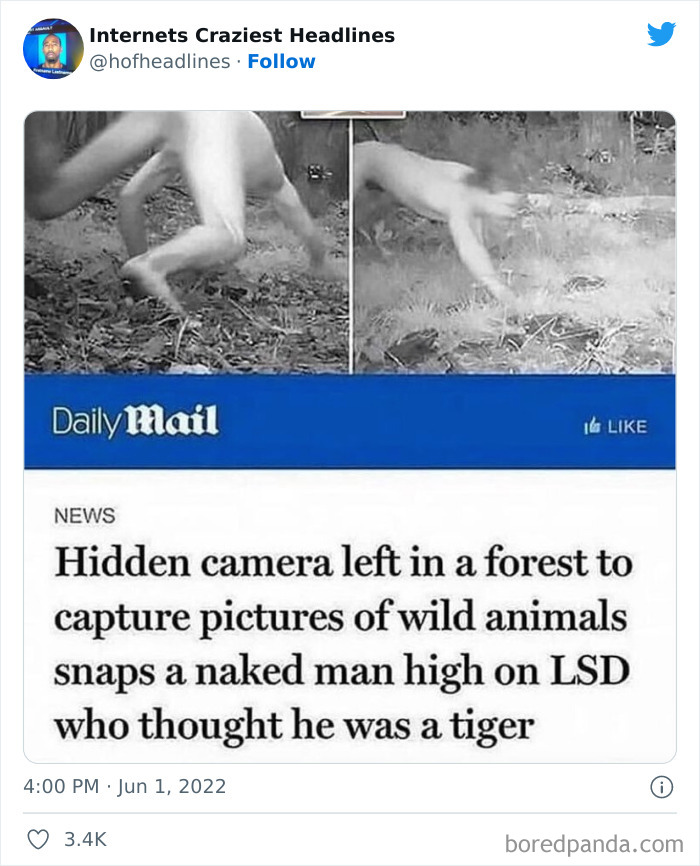 Internets Craziest Headlines
@hofheadlines · Follow
Daily Mail
LIKE
NEWS
Hidden camera left in a forest to
capture pictures of wild animals
snaps a naked man high on LSD
who thought he was a tiger
4:00 PM · Jun 1, 2022
3.4K
boredpanda.com